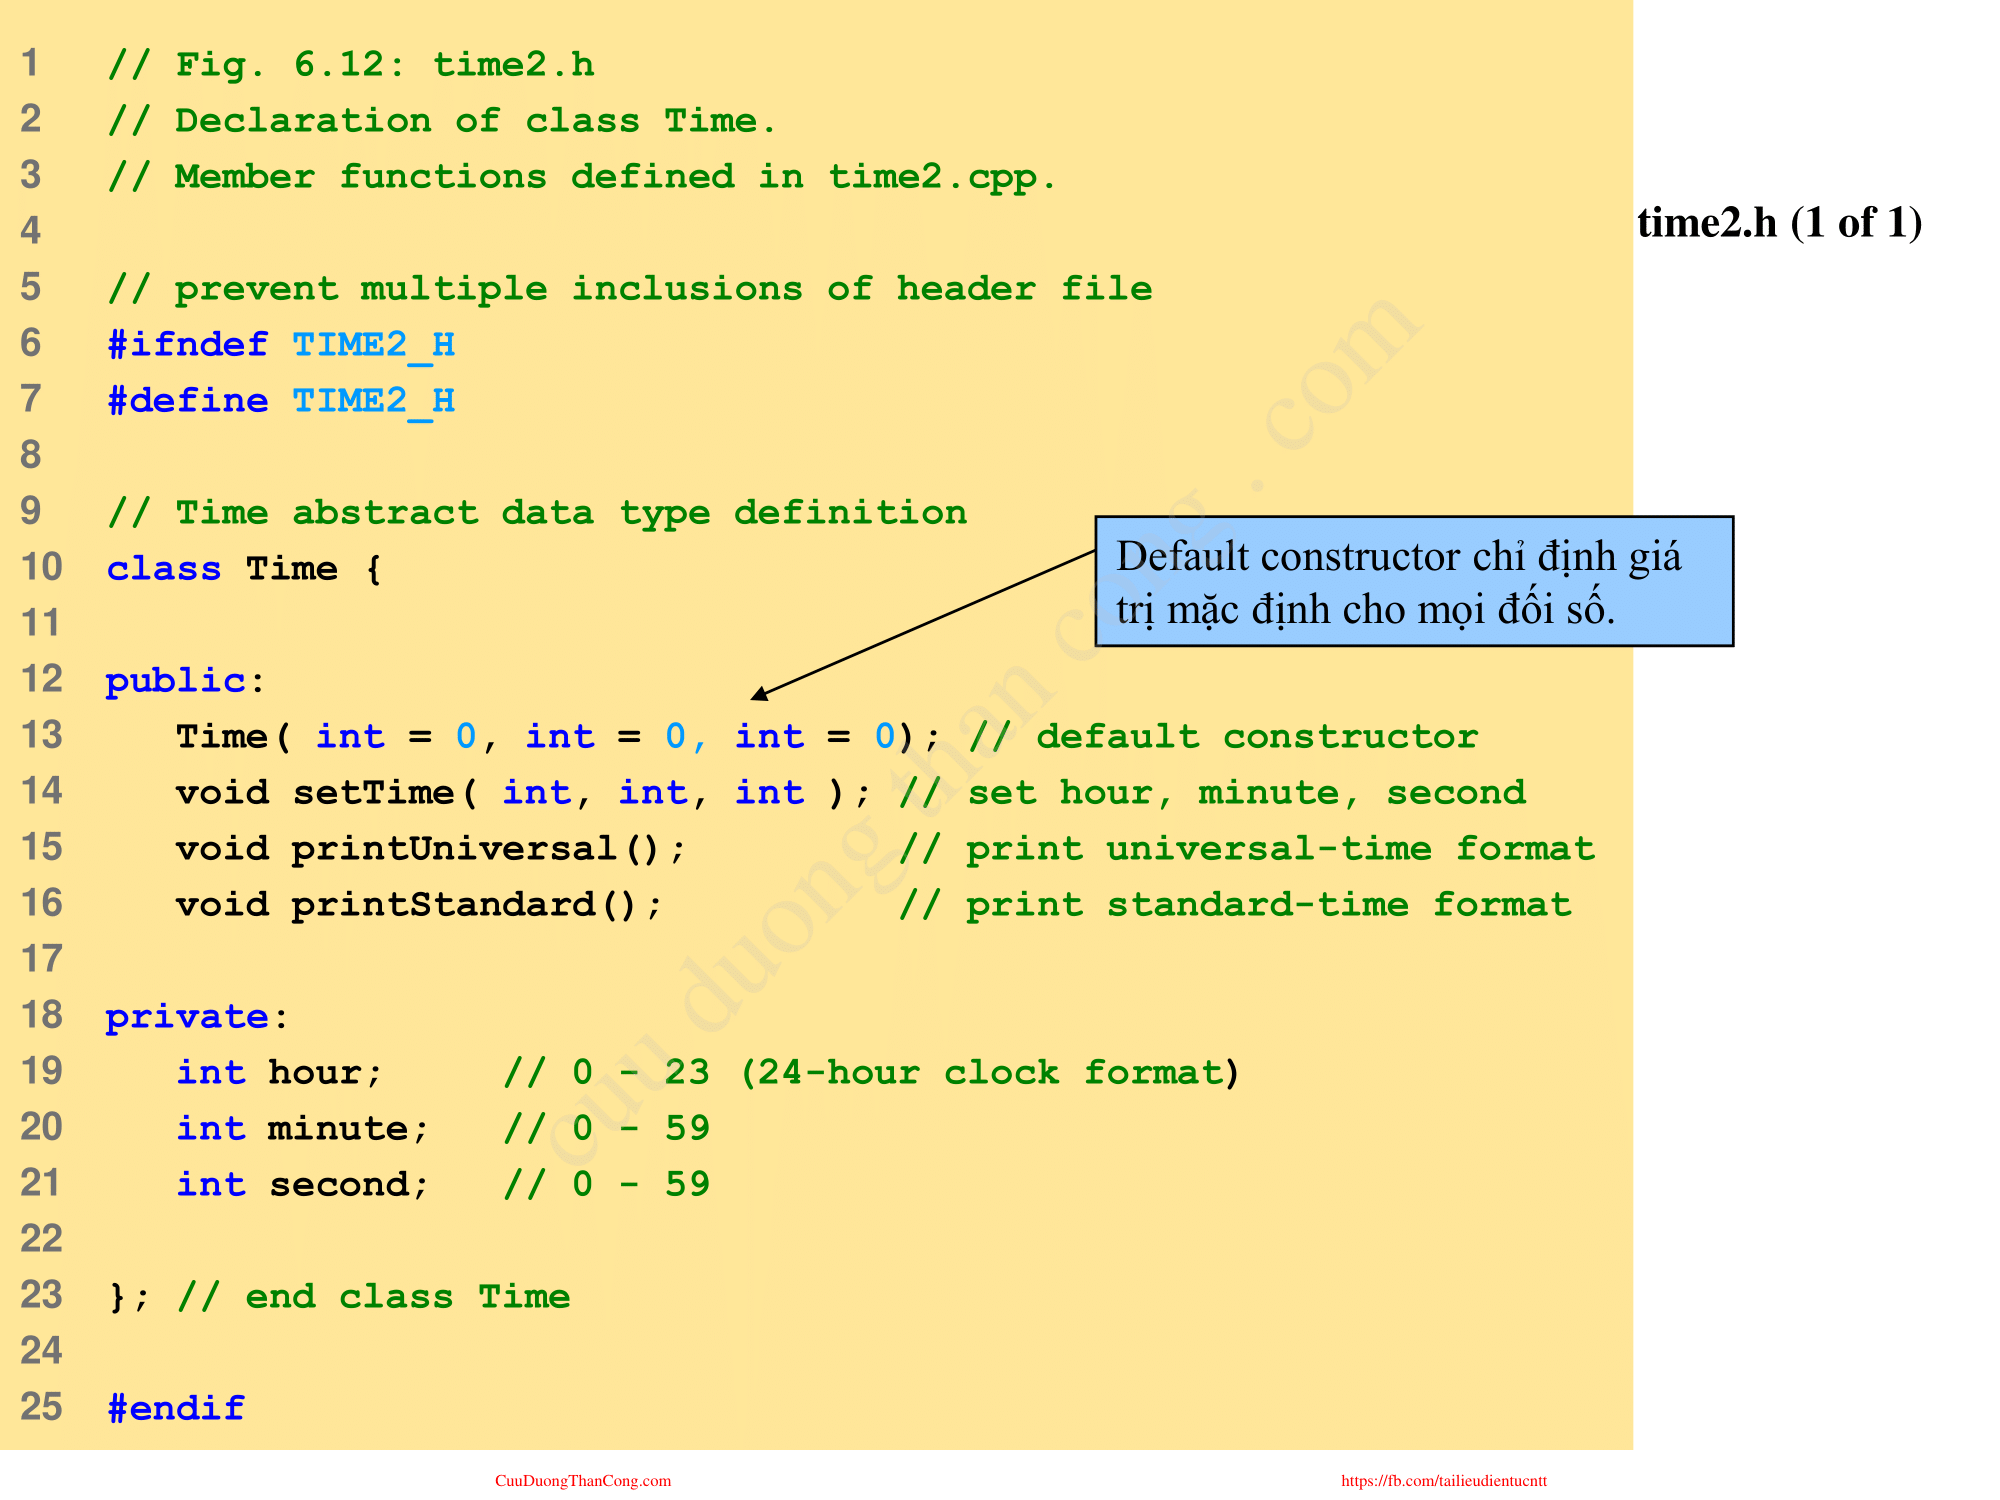 1 // Fig. 6.12: time2.h
2 // Declaration of class Time.
3 // Member functions defined in time2.cpp.
4
time2.h (1 of 1)
5 // prevent multiple inclusions of header file
6 #ifndef TIME2_H
7 #define TIME2_H
8
9 // Time abstract data type definition
10 class Time {
Default constructor chỉ định giá
trị mặc định cho mọi đối số.
11
12 public:
13 Time( int = 0, int = 0, int = 0); // default constructor
14 void setTime( int, int, int ); // set hour, minute, second
15 void printUniversal(); // print universal-time format
16 void printStandard(); // print standard-time format
17
18 private:
19 int hour; // 0 - 23 (24-hour clock format)
20 int minute; // 0 - 59
21 int second; // 0 - 59
22
23 }; // end class Time
24
25 #endif
cuu duong than cong . com
CuuDuongThanCong.com
https://fb.com/tailieudientucntt